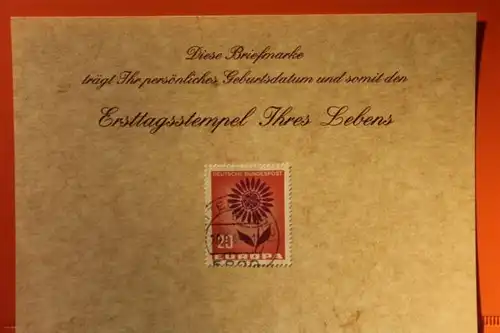 Diese Briefmarke
trägt Ihr persönliches Geburtsdatum und somit den
Ersttagsstempel Ihres Lebens
DEUTSCHE BUNDESPOST
20
EUROPA